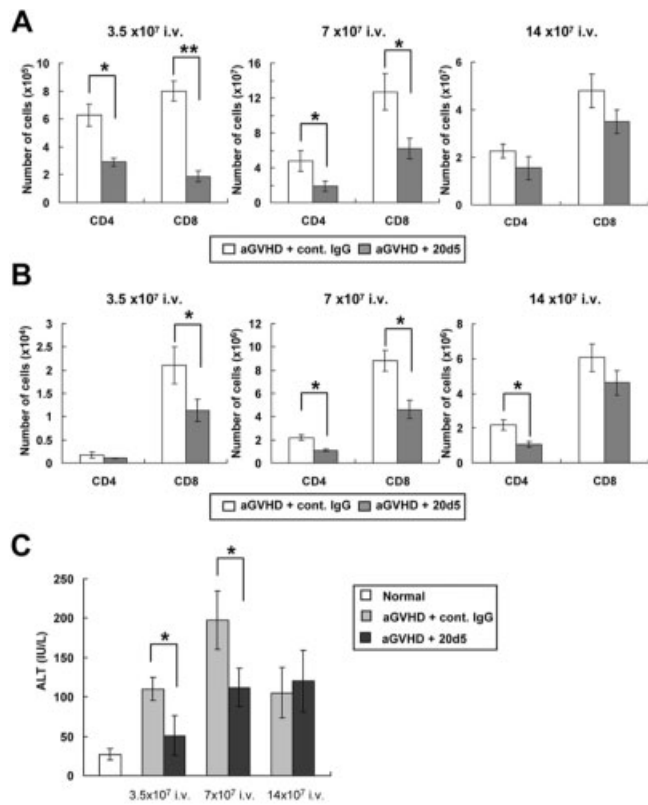 A
3.5 x10⁷ i.v.
7 x10⁷ i.v.
14 x10⁷ i.v.
Number of cells (x10⁵)
10
8
6
4
2
0
*
**
CD4
CD8
Number of cells (x10⁷)
16
12
8
4
0
*
*
CD4
CD8
Number of cells (x10⁷)
8
6
4
2
0
CD4
CD8
aGVHD + cont. IgG
aGVHD + 20d5
B
3.5 x10⁷ i.v.
7 x10⁷ i.v.
14 x10⁷ i.v.
Number of cells (x10⁴)
3
2.5
2
1.5
1
0.5
0
*
CD4
CD8
Number of cells (x10⁶)
12
10
8
6
4
2
0
*
*
CD4
CD8
Number of cells (x10⁶)
8
6
4
2
0
*
CD4
CD8
aGVHD + cont. IgG
aGVHD + 20d5
C
ALT (IU/L)
250
200
150
100
50
0
*
*
3.5x10⁷ i.v.
7x10⁷ i.v.
14x10⁷ i.v.
Normal
aGVHD + cont. IgG
aGVHD + 20d5